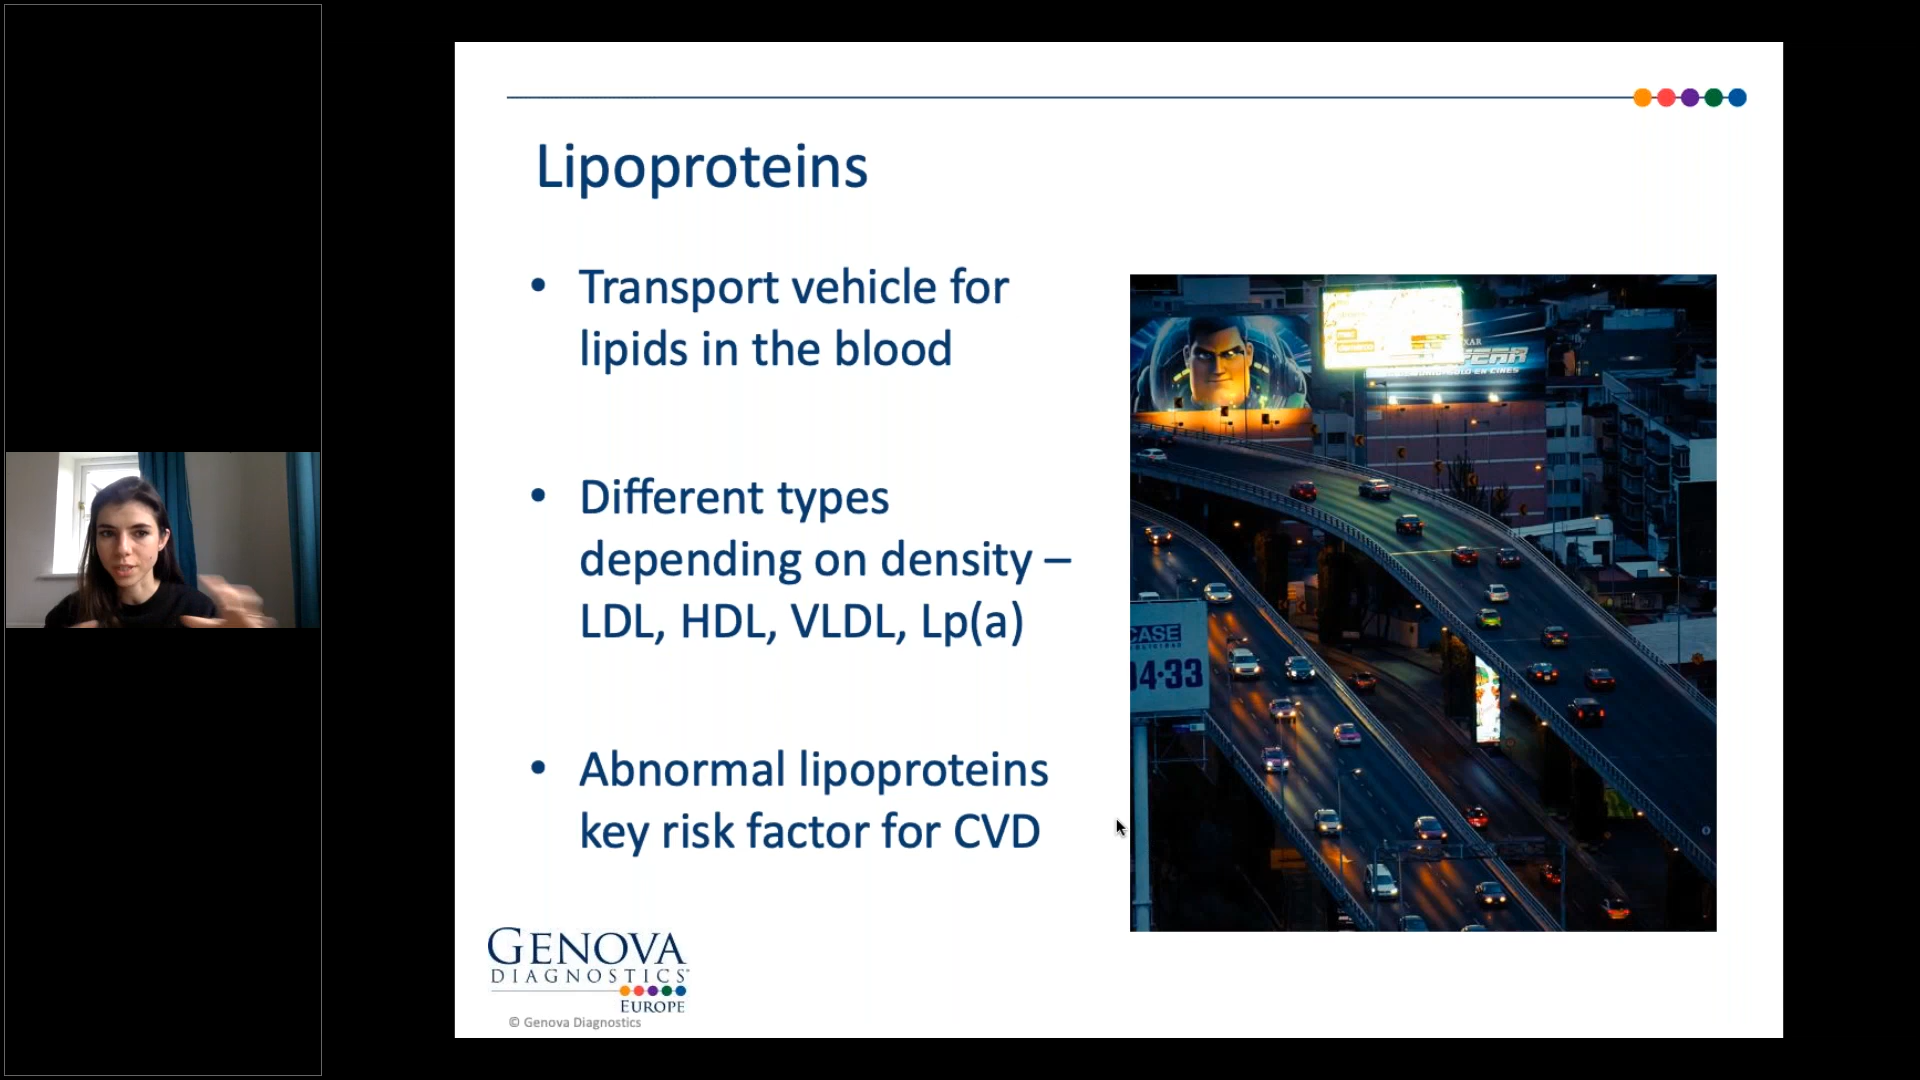 Lipoproteins
• Transport vehicle for
lipids in the blood
• Different types
depending on density –
LDL, HDL, VLDL, Lp(a)
• Abnormal lipoproteins
key risk factor for CVD
CASE
04-33
GENOVA
DIAGNOSTICS
EUROPE
© Genova Diagnostics